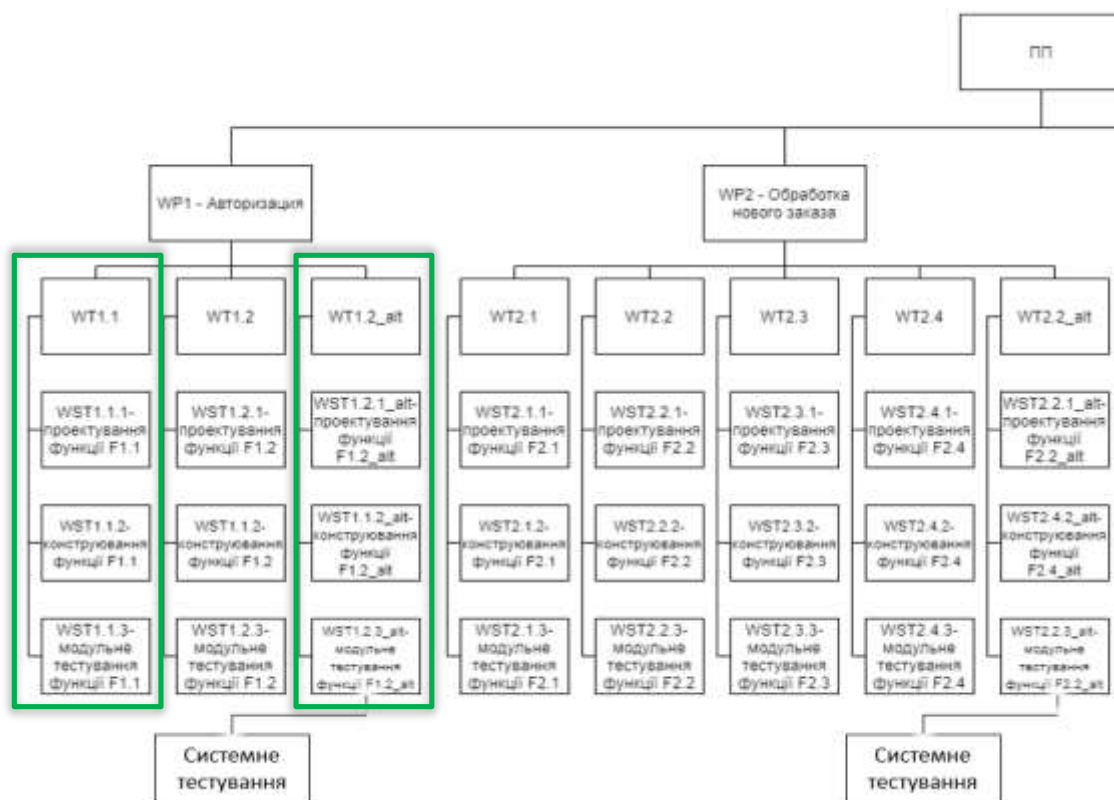 ПП
WP1 - Авторизация
WP2 - Обработка
нового заказа
WT1.1
WT1.2
WT1.2_alt
WT2.1
WT2.2
WT2.3
WT2.4
WT2.2_alt
WST1.1.1-
проектування
функції F1.1
WST1.2.1-
проектування
функції F1.2
WST1.2.1_alt-
проектування
функції
F1.2_alt
WST2.1.1-
проектування
функції F2.1
WST2.2.1-
проектування
функції F2.2
WST2.3.1-
проектування
функції F2.3
WST2.4.1-
проектування
функції F2.4
WST2.2.1_alt-
проектування
функції
F2.2_alt
WST1.1.2-
конструювання
функції F1.1
WST1.1.2-
конструювання
функції F1.2
WST1.1.2_alt-
конструювання
функції
F1.2_alt
WST2.1.2-
конструювання
функції F2.1
WST2.2.2-
конструювання
функції F2.2
WST2.3.2-
конструювання
функції F2.3
WST2.4.2-
конструювання
функції F2.4
WST2.4.2_alt-
конструювання
функції
F2.4_alt
WST1.1.3-
модульне
тестування
функції F1.1
WST1.2.3-
модульне
тестування
функції F1.2
WST1.2.3_alt-
модульне
тестування
функції F1.2_alt
WST2.1.3-
модульне
тестування
функції F2.1
WST2.2.3-
модульне
тестування
функції F2.2
WST2.3.3-
модульне
тестування
функції F2.3
WST2.4.3-
модульне
тестування
функції F2.4
WST2.2.3_alt-
модульне
тестування
функції F2.2_alt
Системне
тестування
Системне
тестування